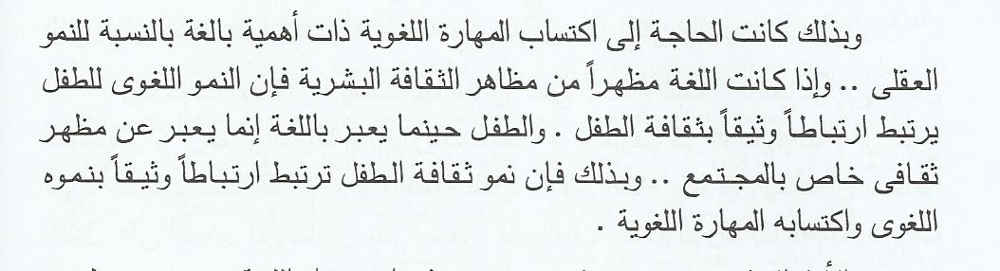 وبذلك كانت الحاجة إلى اكتساب المهارة اللغوية ذات أهمية بالغة بالنسبة للنمو
العقلى .. وإذا كانت اللغة مظهراً من مظاهر الثقافة البشرية فإن النمو اللغوى للطفل
يرتبط ارتباطاً وثيقاً بثقافة الطفل . والطفل حينما يعبر باللغة إنما يعبر عن مظهر
ثقافى خاص بالمجتمع .. وبذلك فإن نمو ثقافة الطفل ترتبط ارتباطاً وثيقاً بنموه
اللغوى واكتسابه المهارة اللغوية .